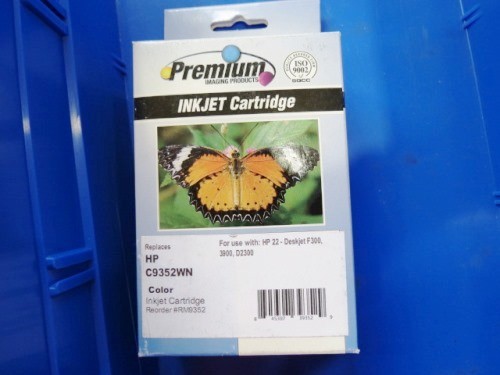 Premium
IMAGING PRODUCTS
ISO
9002
SGCC
INKJET Cartridge
Replaces
HP
C9352WN
Color
Inkjet Cartridge
Reorder #RM9352
For use with: HP 22 - Deskjet F300,
3900, D2300